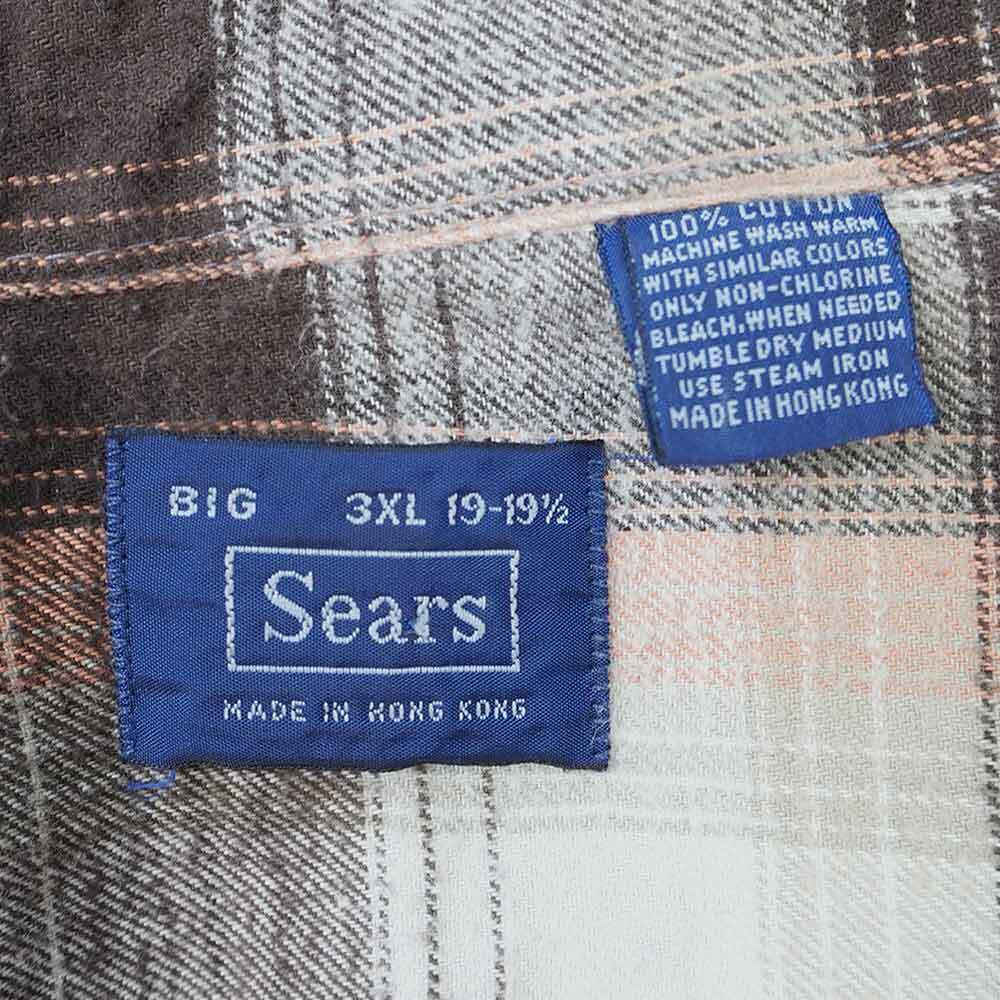 100% COTTON
MACHINE WASH WARM
WITH SIMILAR COLORS
ONLY NON-CHLORINE
BLEACH.WHEN NEEDED
TUMBLE DRY MEDIUM
USE STEAM IRON
MADE IN HONG KONG
BIG 3XL 19-19½
Sears
MADE IN HONG KONG